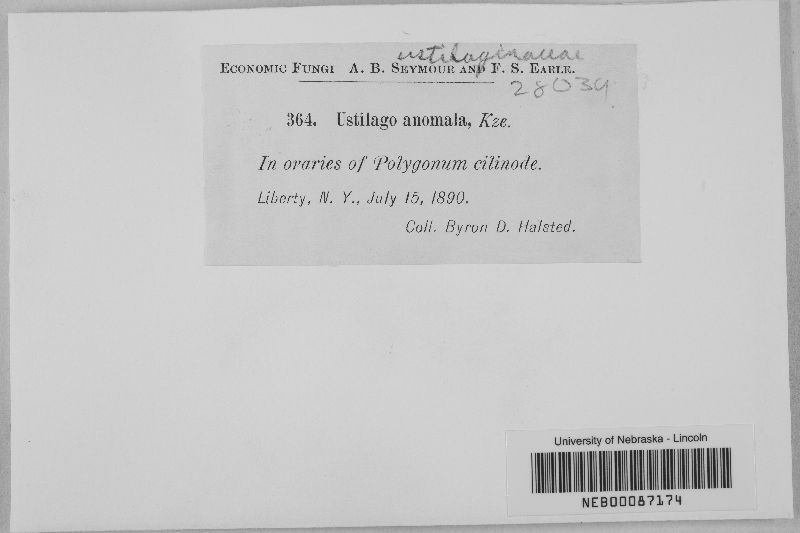 ustilaginaceae
Economic Fungi A. B. Seymour and F. S. Earle.
28039
364. Ustilago anomala, Kze.
In ovaries of Polygonum cilinode.
Liberty, N. Y., July 15, 1890.
Coll. Byron D. Halsted.
University of Nebraska - Lincoln
NEB00087174